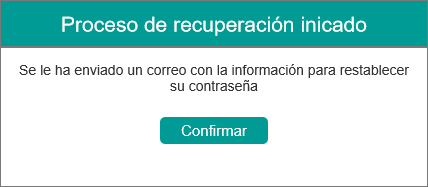 Proceso de recuperación inicado
Se le ha enviado un correo con la información para restablecer
su contraseña
Confirmar